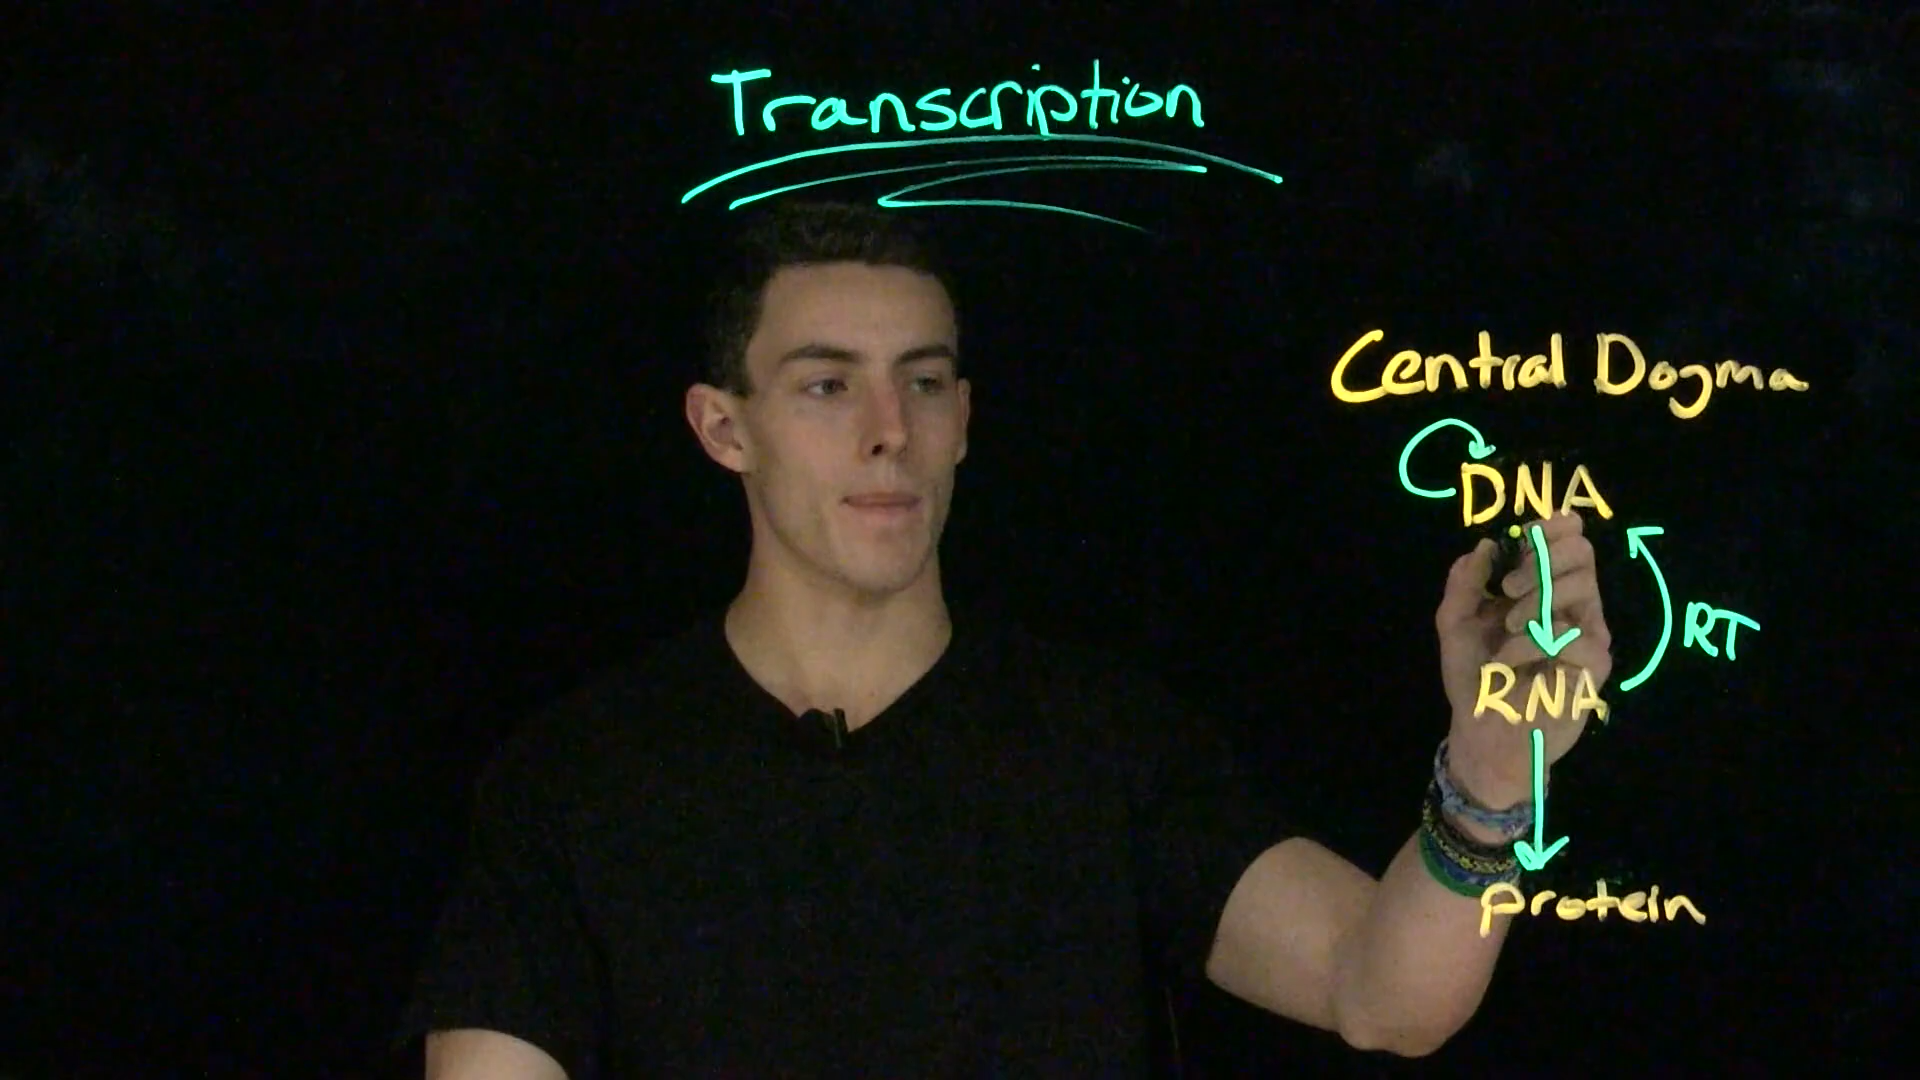 Transcription
Central Dogma
DNA
RT
RNA
protein